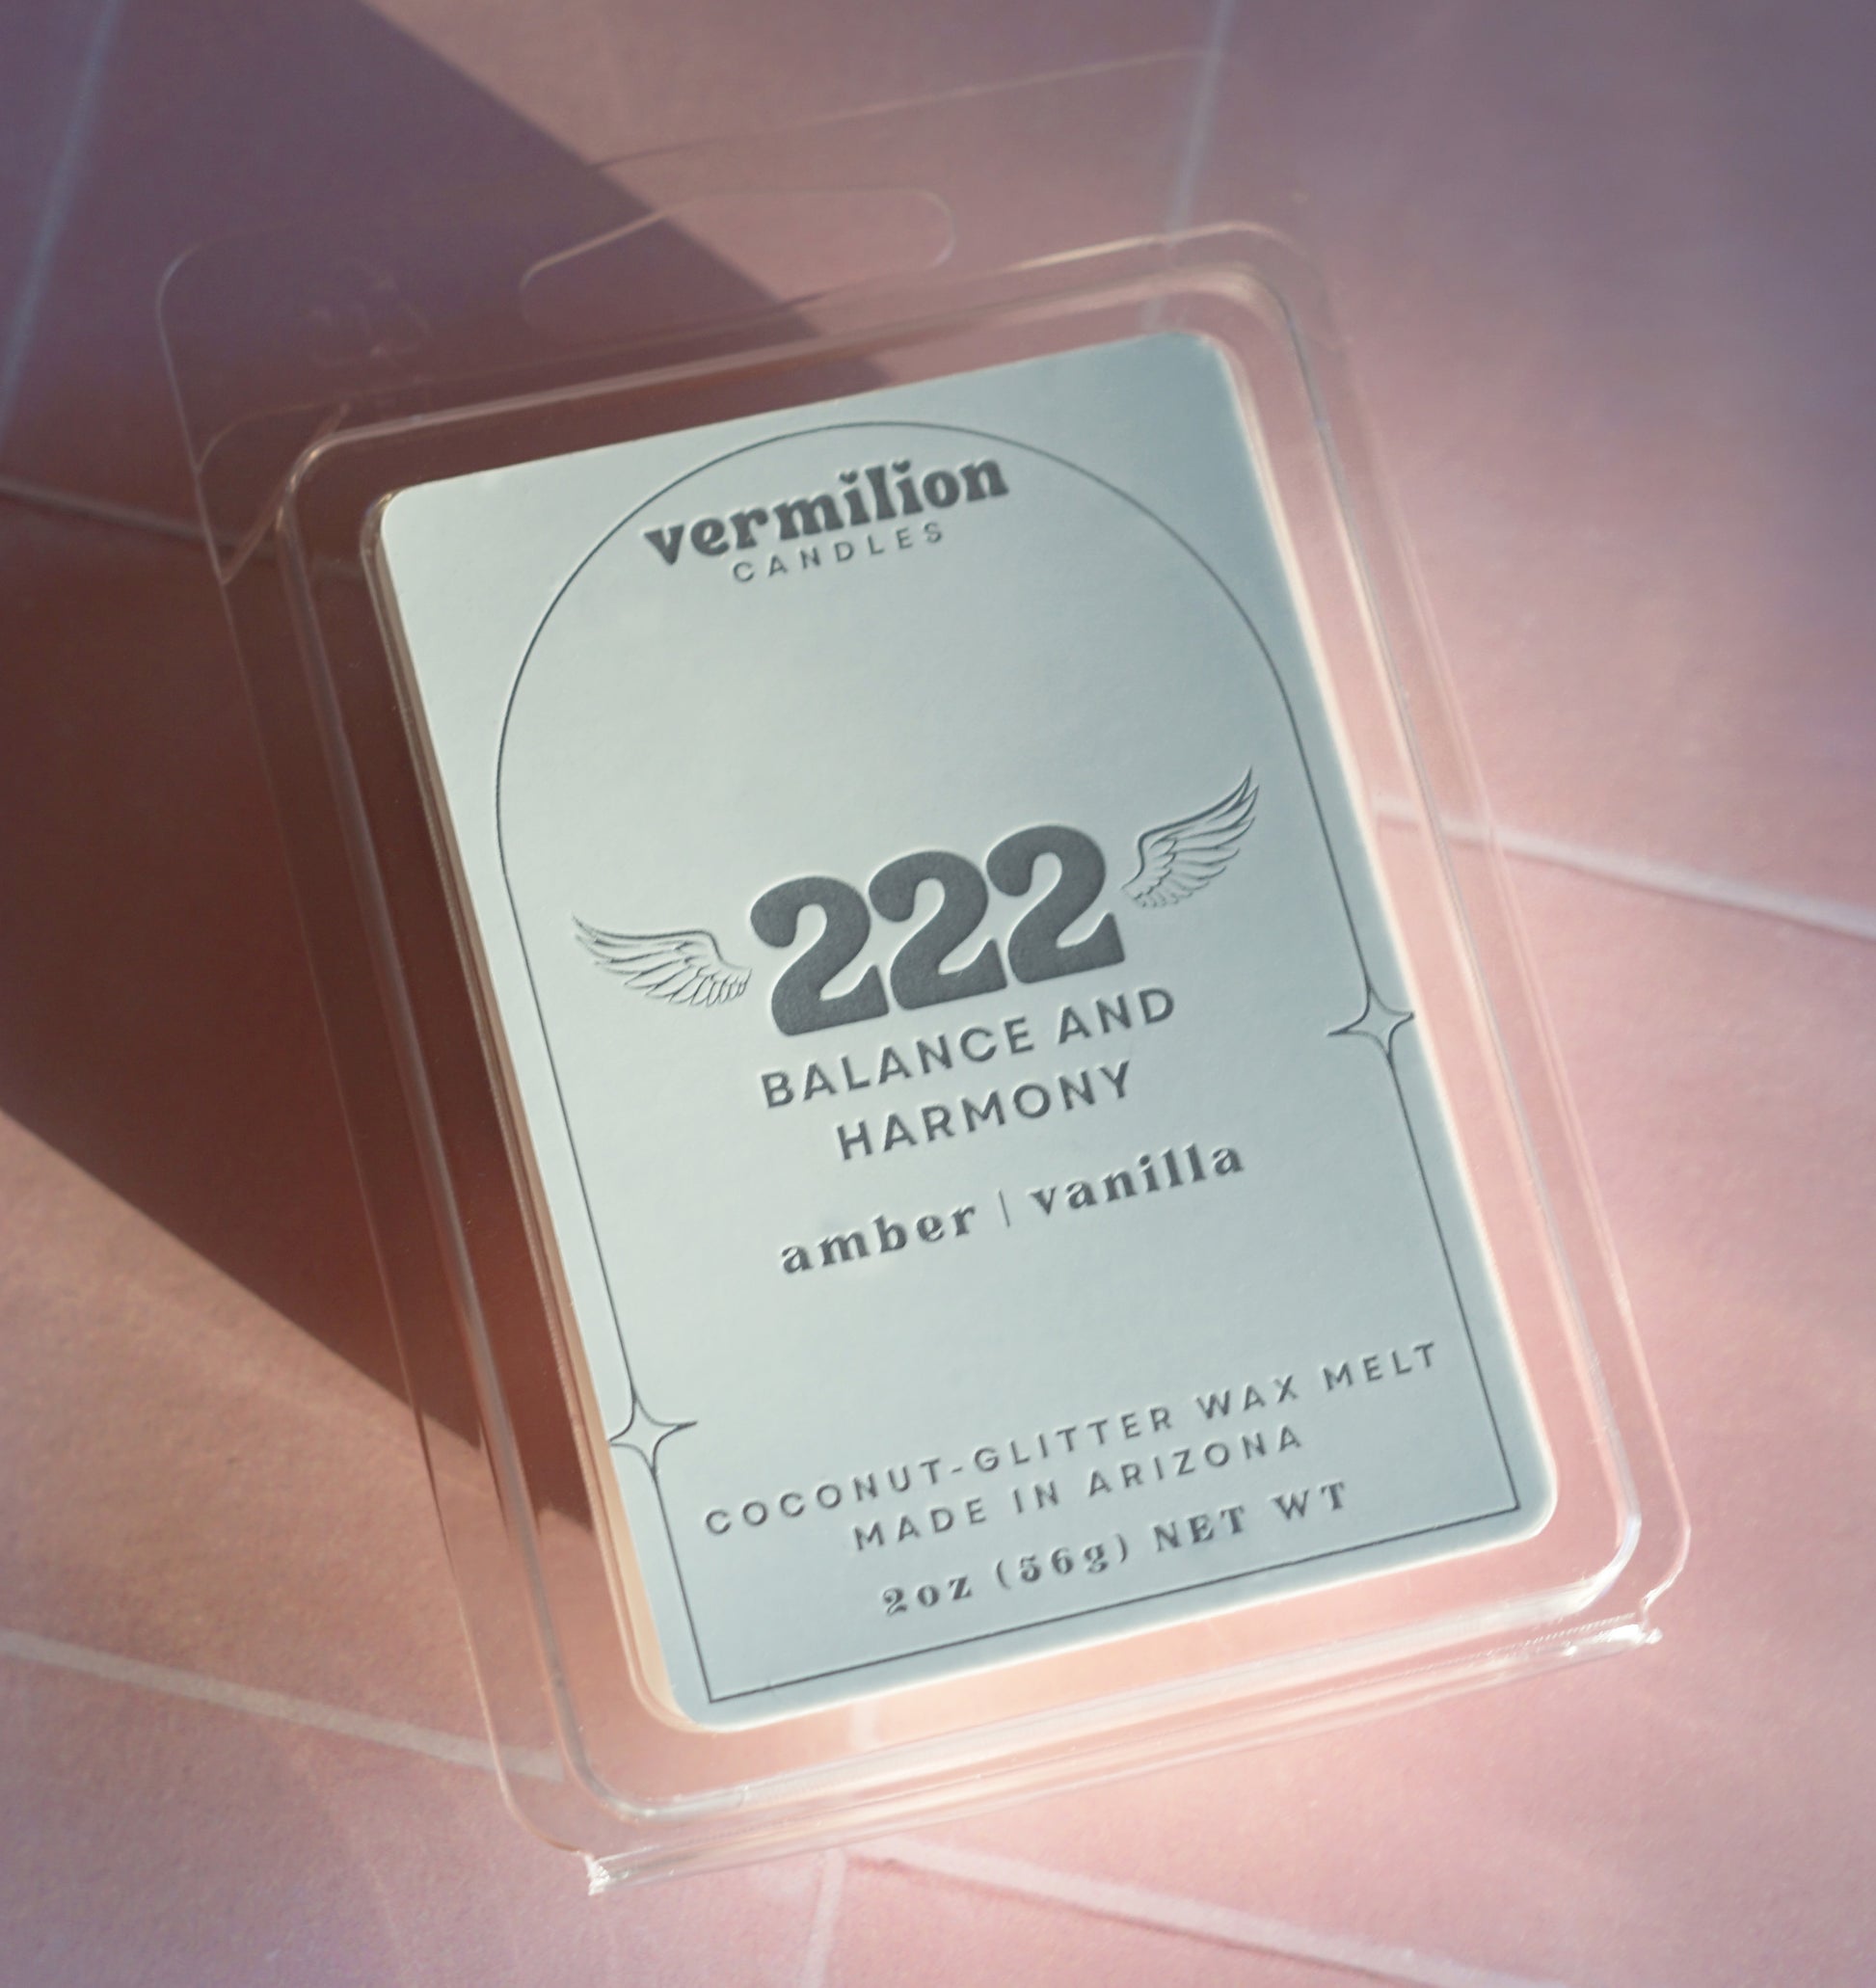 vermilion
CANDLES
222
BALANCE AND
HARMONY
amber | vanilla
COCONUT-GLITTER WAX MELT
MADE IN ARIZONA
2oz (56g) NET WT